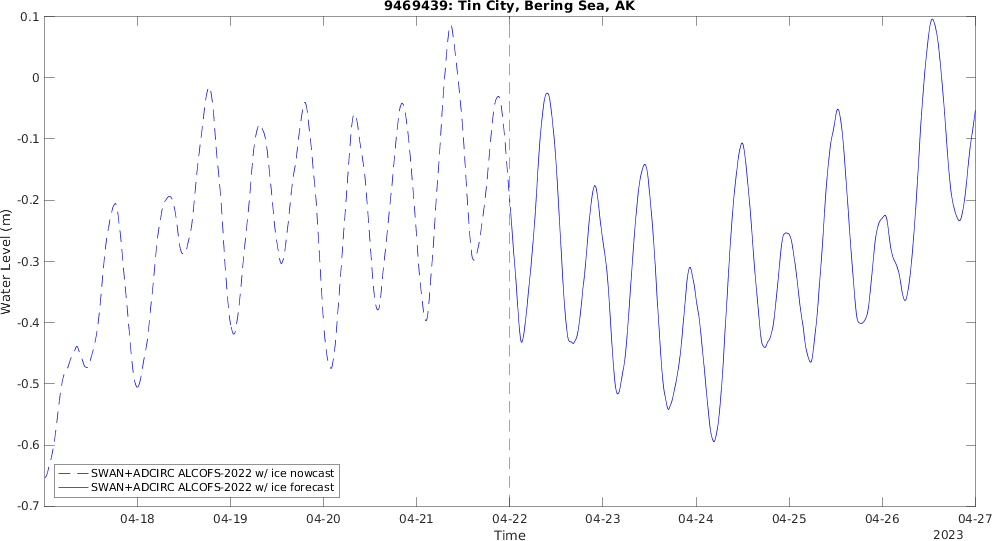 9469439: Tin City, Bering Sea, AK
Water Level (m)
0.1
0
-0.1
-0.2
-0.3
-0.4
-0.5
-0.6
-0.7
SWAN+ADCIRC ALCOFS-2022 w/ ice nowcast
SWAN+ADCIRC ALCOFS-2022 w/ ice forecast
04-18 04-19 04-20 04-21 04-22 04-23 04-24 04-25 04-26 04-27
Time
2023